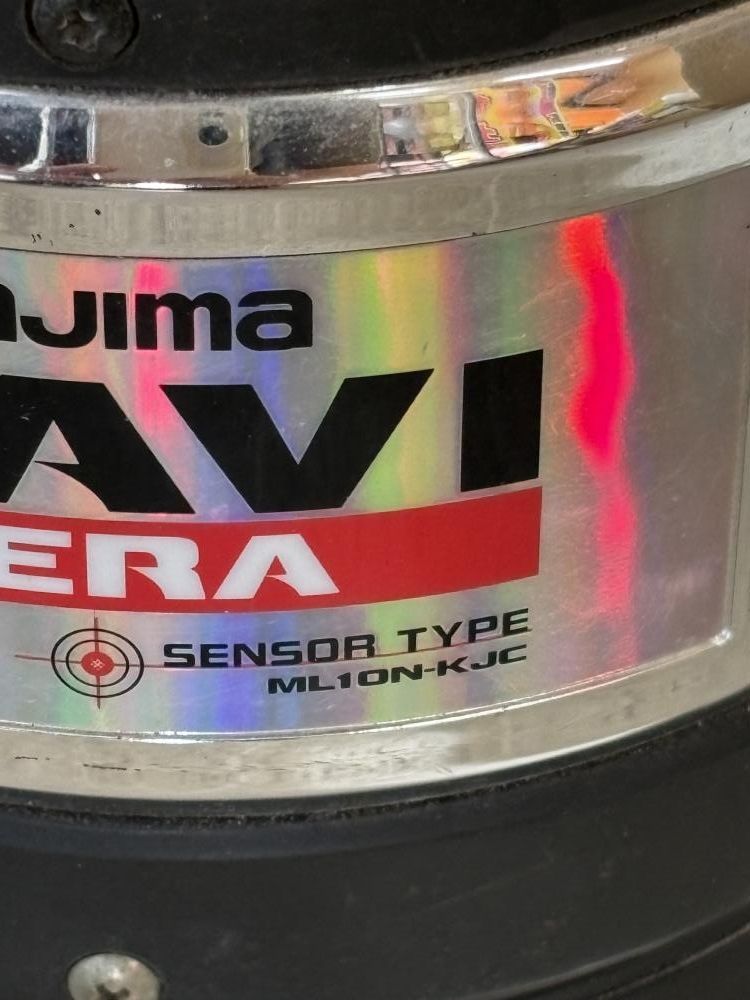 ajima
AVI
ERA
SENSOR TYPE
ML10N-KJC